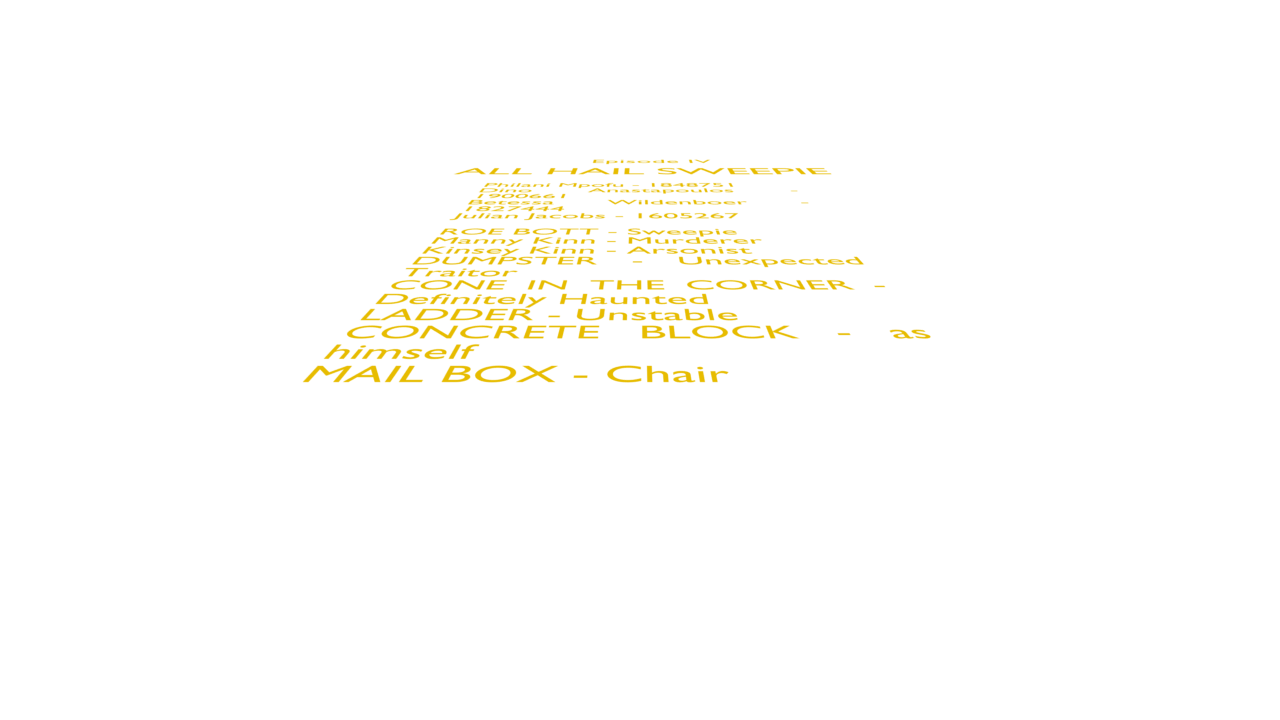 Episode IV
ALL HAIL SWEEPIE
Philani Mpofu - 1848751
Dino Anastapoulos -
1900661
Betessa Wildenboer -
1827444
Julian Jacobs - 1605267
ROE BOTT - Sweepie
Manny Kinn - Murderer
Kinsey Kinn - Arsonist
DUMPSTER - Unexpected
Traitor
CONE IN THE CORNER -
Definitely Haunted
LADDER - Unstable
CONCRETE BLOCK - as
himself
MAIL BOX - Chair